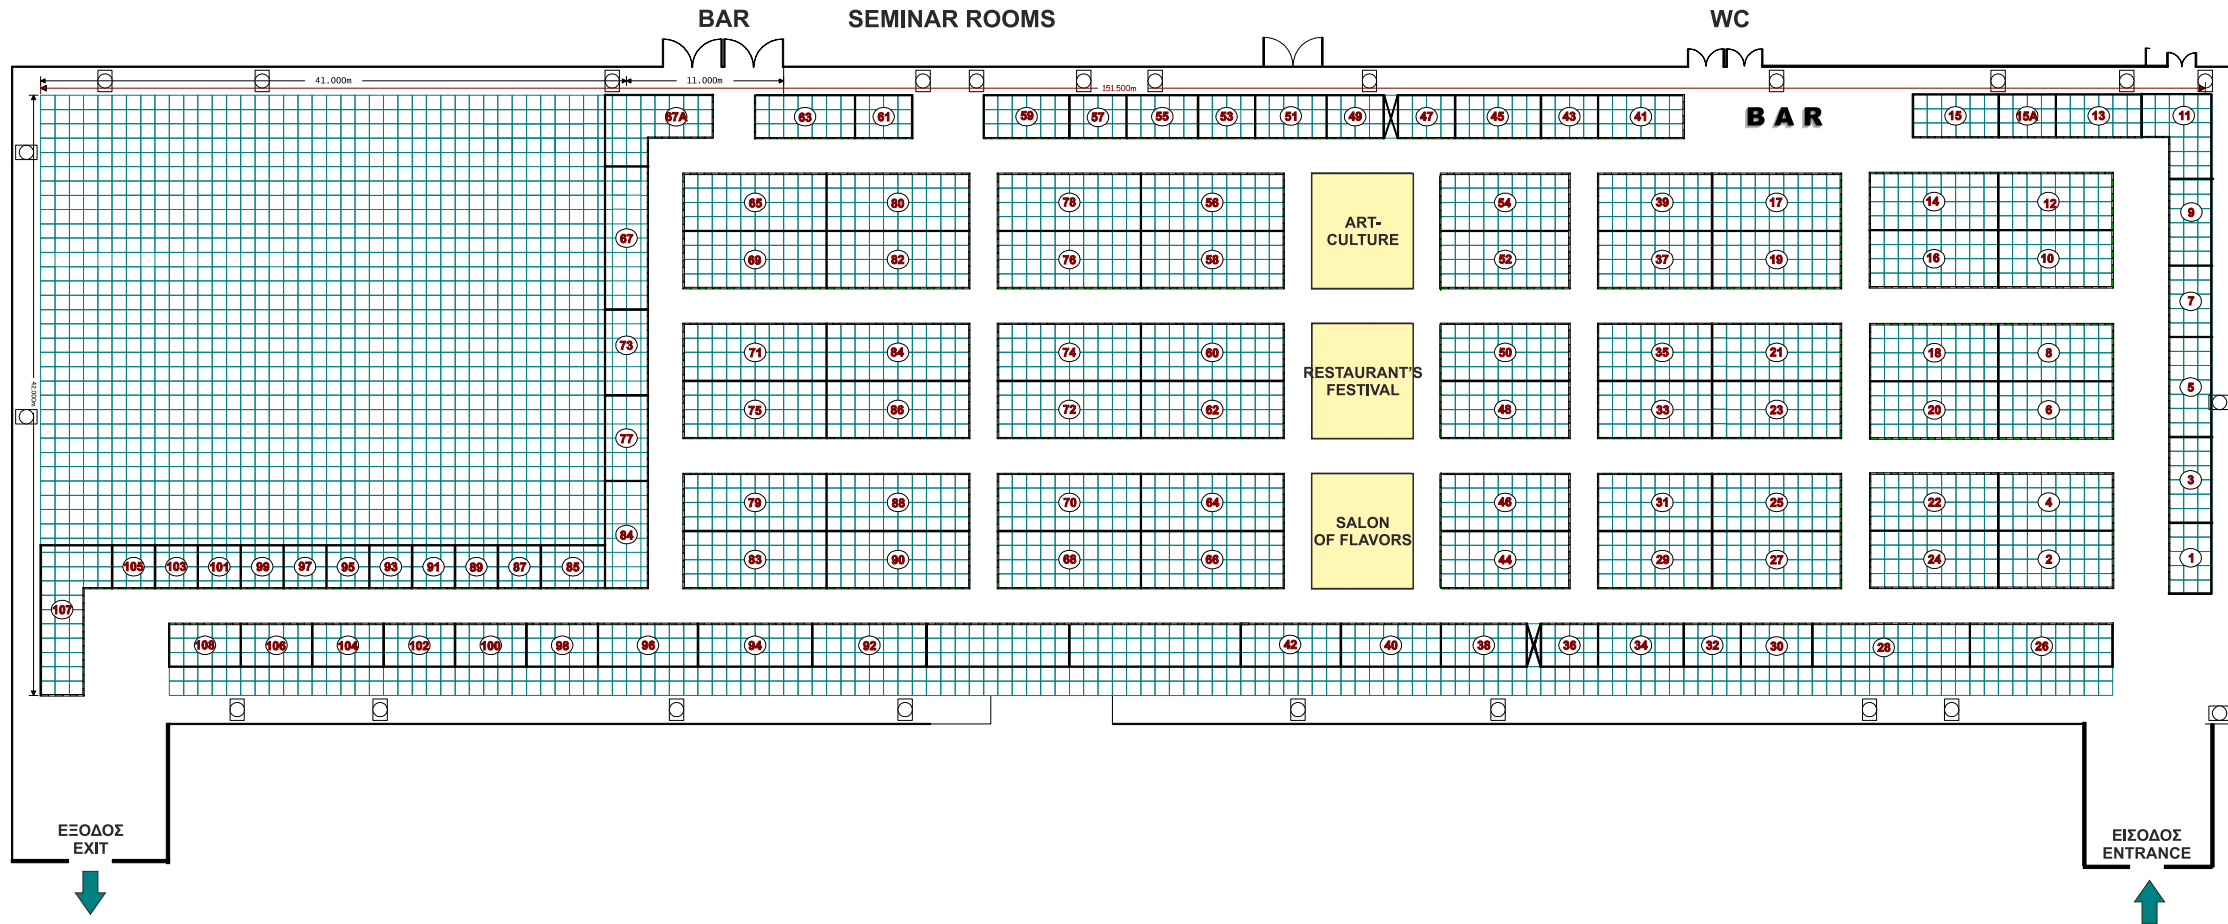 BAR SEMINAR ROOMS WC
41.000m 11.000m
151.500m
67A 63 61 59 57 55 53 51 49 47 45 43 41 BAR 15 15A 13 11
65 80 78 56 54 39 17 14 12
9
ART-
CULTURE
67
69 82 76 58 52 37 19 16 10
7
73
71 84 74 60 50 35 21 18 8
RESTAURANT'S
FESTIVAL
5
42.000m
75 86 72 62 48 33 23 20 6
77
3
79 88 70 64 46 31 25 22 4
SALON
OF FLAVORS
84
83 90 68 66 44 29 27 24 2
1
105 103 101 99 97 95 93 91 89 87 85
107
108 106 104 102 100 98 96 94 92 42 40 38 36 34 32 30 28 26
ΕΞΟΔΟΣ
EXIT
ΕΙΣΟΔΟΣ
ENTRANCE